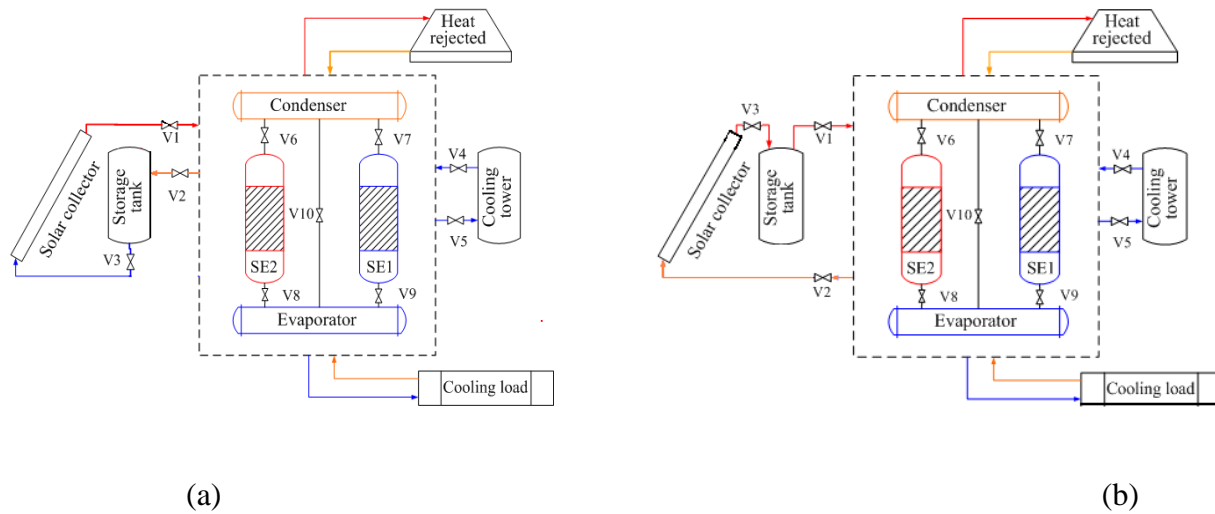 Heat
rejected
Condenser
V1
V6
V7
V4
V2
Solar collector
Storage
tank
V10
Cooling
tower
V5
V3
SE2
SE1
V8
V9
Evaporator
Cooling load
(a)
Heat
rejected
Condenser
V3
V1
V6
V7
V4
Solar collector
Storage
tank
V10
Cooling
tower
V5
SE2
SE1
V2
V8
V9
Evaporator
Cooling load
(b)